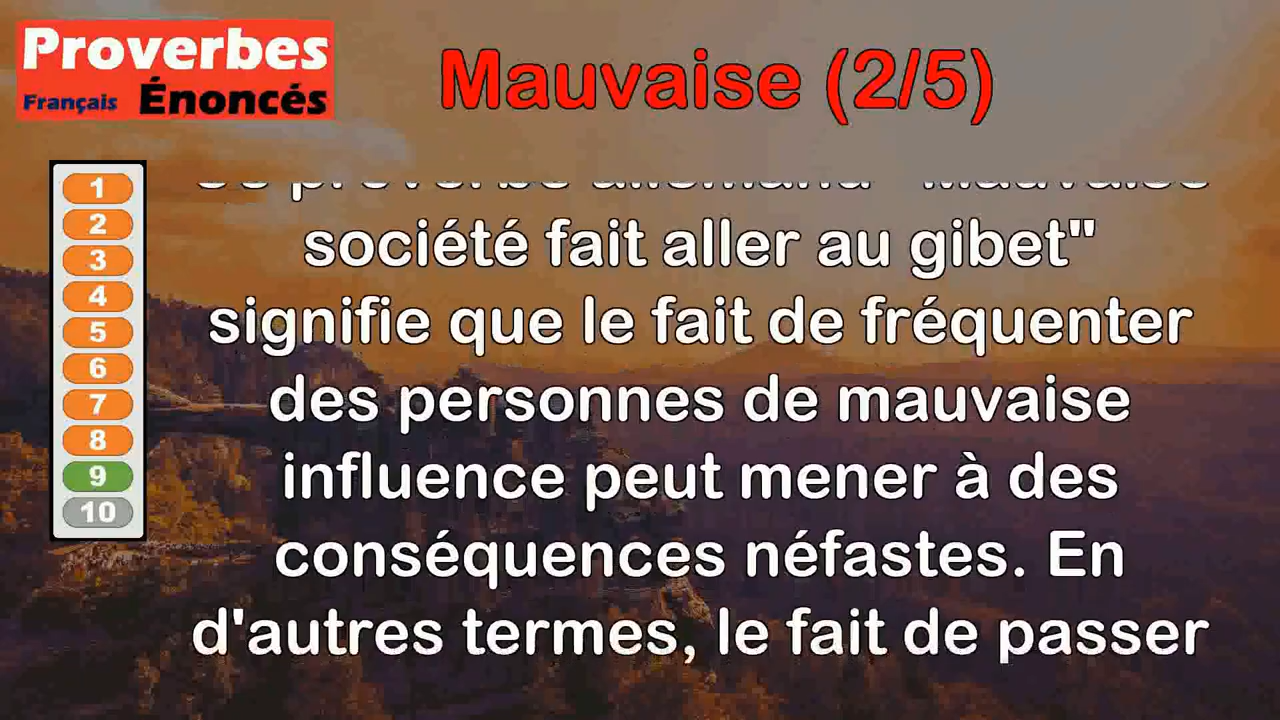 Proverbes
Français Énoncés
Mauvaise (2/5)
1
2
3
4
5
6
7
8
9
10
société fait aller au gibet"
signifie que le fait de fréquenter
des personnes de mauvaise
influence peut mener à des
conséquences néfastes. En
d'autres termes, le fait de passer